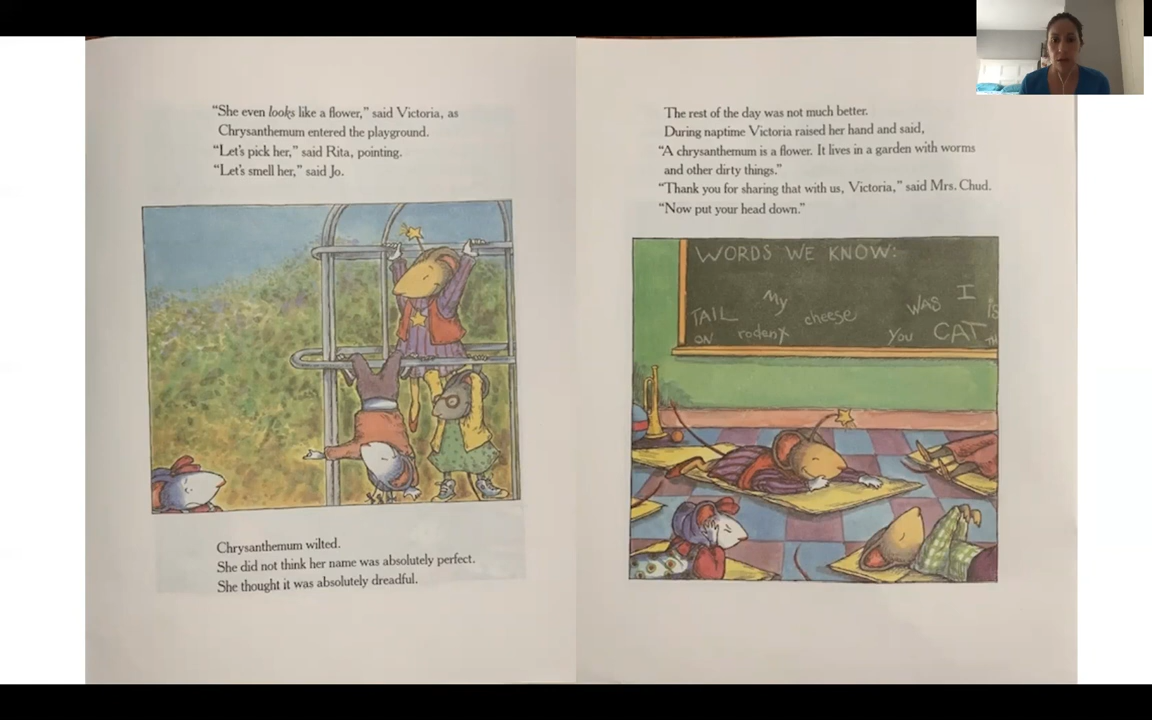 “She even looks like a flower,” said Victoria, as
Chrysanthemum entered the playground.
“Let’s pick her,” said Rita, pointing.
“Let’s smell her,” said Jo.
Chrysanthemum wilted.
She did not think her name was absolutely perfect.
She thought it was absolutely dreadful.
The rest of the day was not much better.
During naptime Victoria raised her hand and said,
“A chrysanthemum is a flower. It lives in a garden with worms
and other dirty things.”
“Thank you for sharing that with us, Victoria,” said Mrs. Chud.
“Now put your head down.”
WORDS WE KNOW:
TAIL My cheese WAS I is
ON rodent you CAT